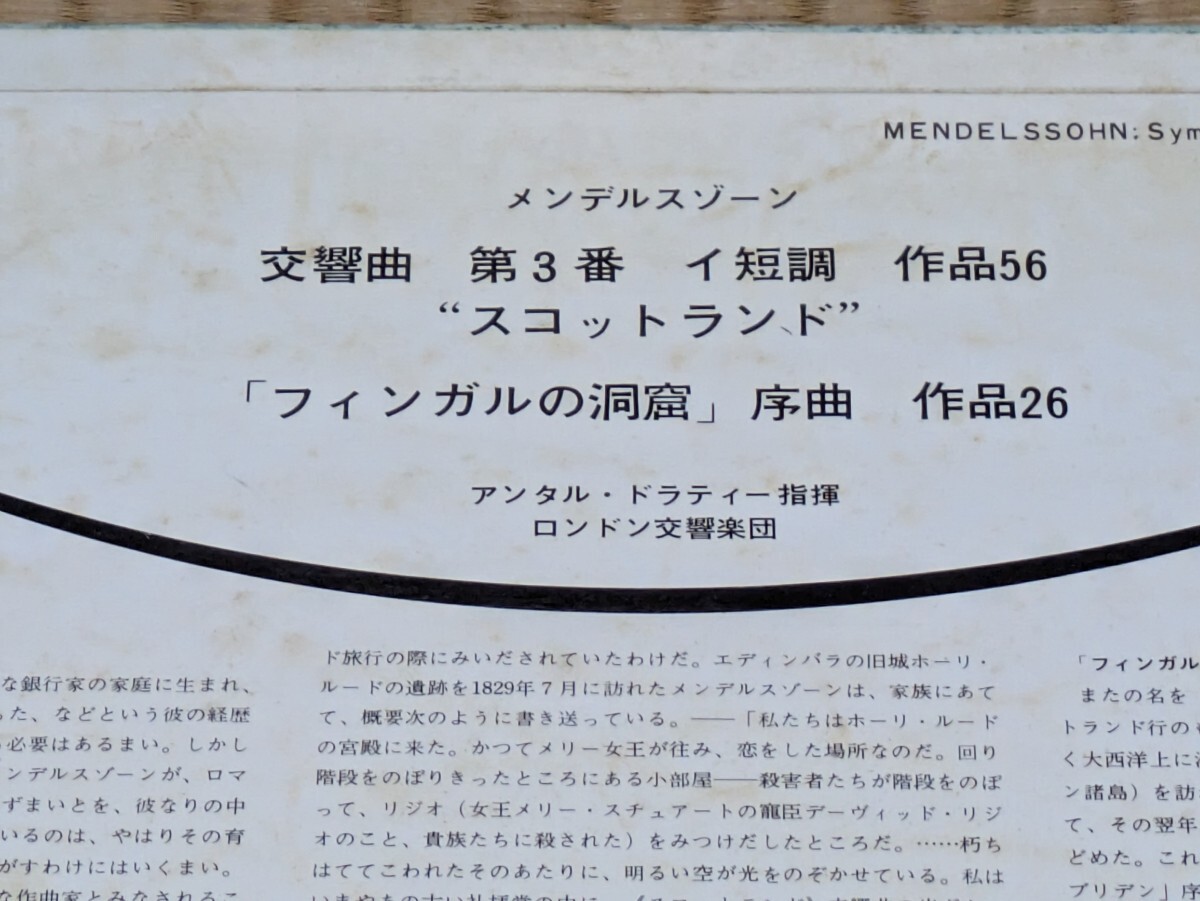 MENDELSSOHN: Sym
メンデルスゾーン
交響曲 第3番 イ短調 作品56
“スコットランド”
「フィンガルの洞窟」序曲 作品26
アンタル・ドラティー指揮
ロンドン交響楽団
な銀行家の家庭に生まれ、
った、などという彼の経歴
必要はあるまい。しかし
ンデルスゾーンが、ロマ
ずまいとを、彼なりの中
いるのは、やはりその育
がすわけにはいくまい。
な作曲家とみなされるこ
ド旅行の際にみいだされていたわけだ。エディンバラの旧城ホーリ・
ルードの遺跡を1829年7月に訪れたメンデルスゾーンは、家族にあて
て、概要次のように書き送っている。——「私たちはホーリ・ルード
の宮殿に来た。かつてメリー女王が往み、恋をした場所なのだ。回り
階段をのぼりきったところにある小部屋——殺害者たちが階段をのぼ
って、リジオ（女王メリー・スチュアートの寵臣デーヴィッド・リジ
オのこと、貴族たちに殺された）をみつけだしたところだ。……朽ち
はててこわれたそのあたりに、明るい空が光をのぞかせている。私は
「フィンガル
またの名を
トランド行の
く大西洋上に
ン諸島）を訪
て、その翌年
どめた。これ
ブリデン」序